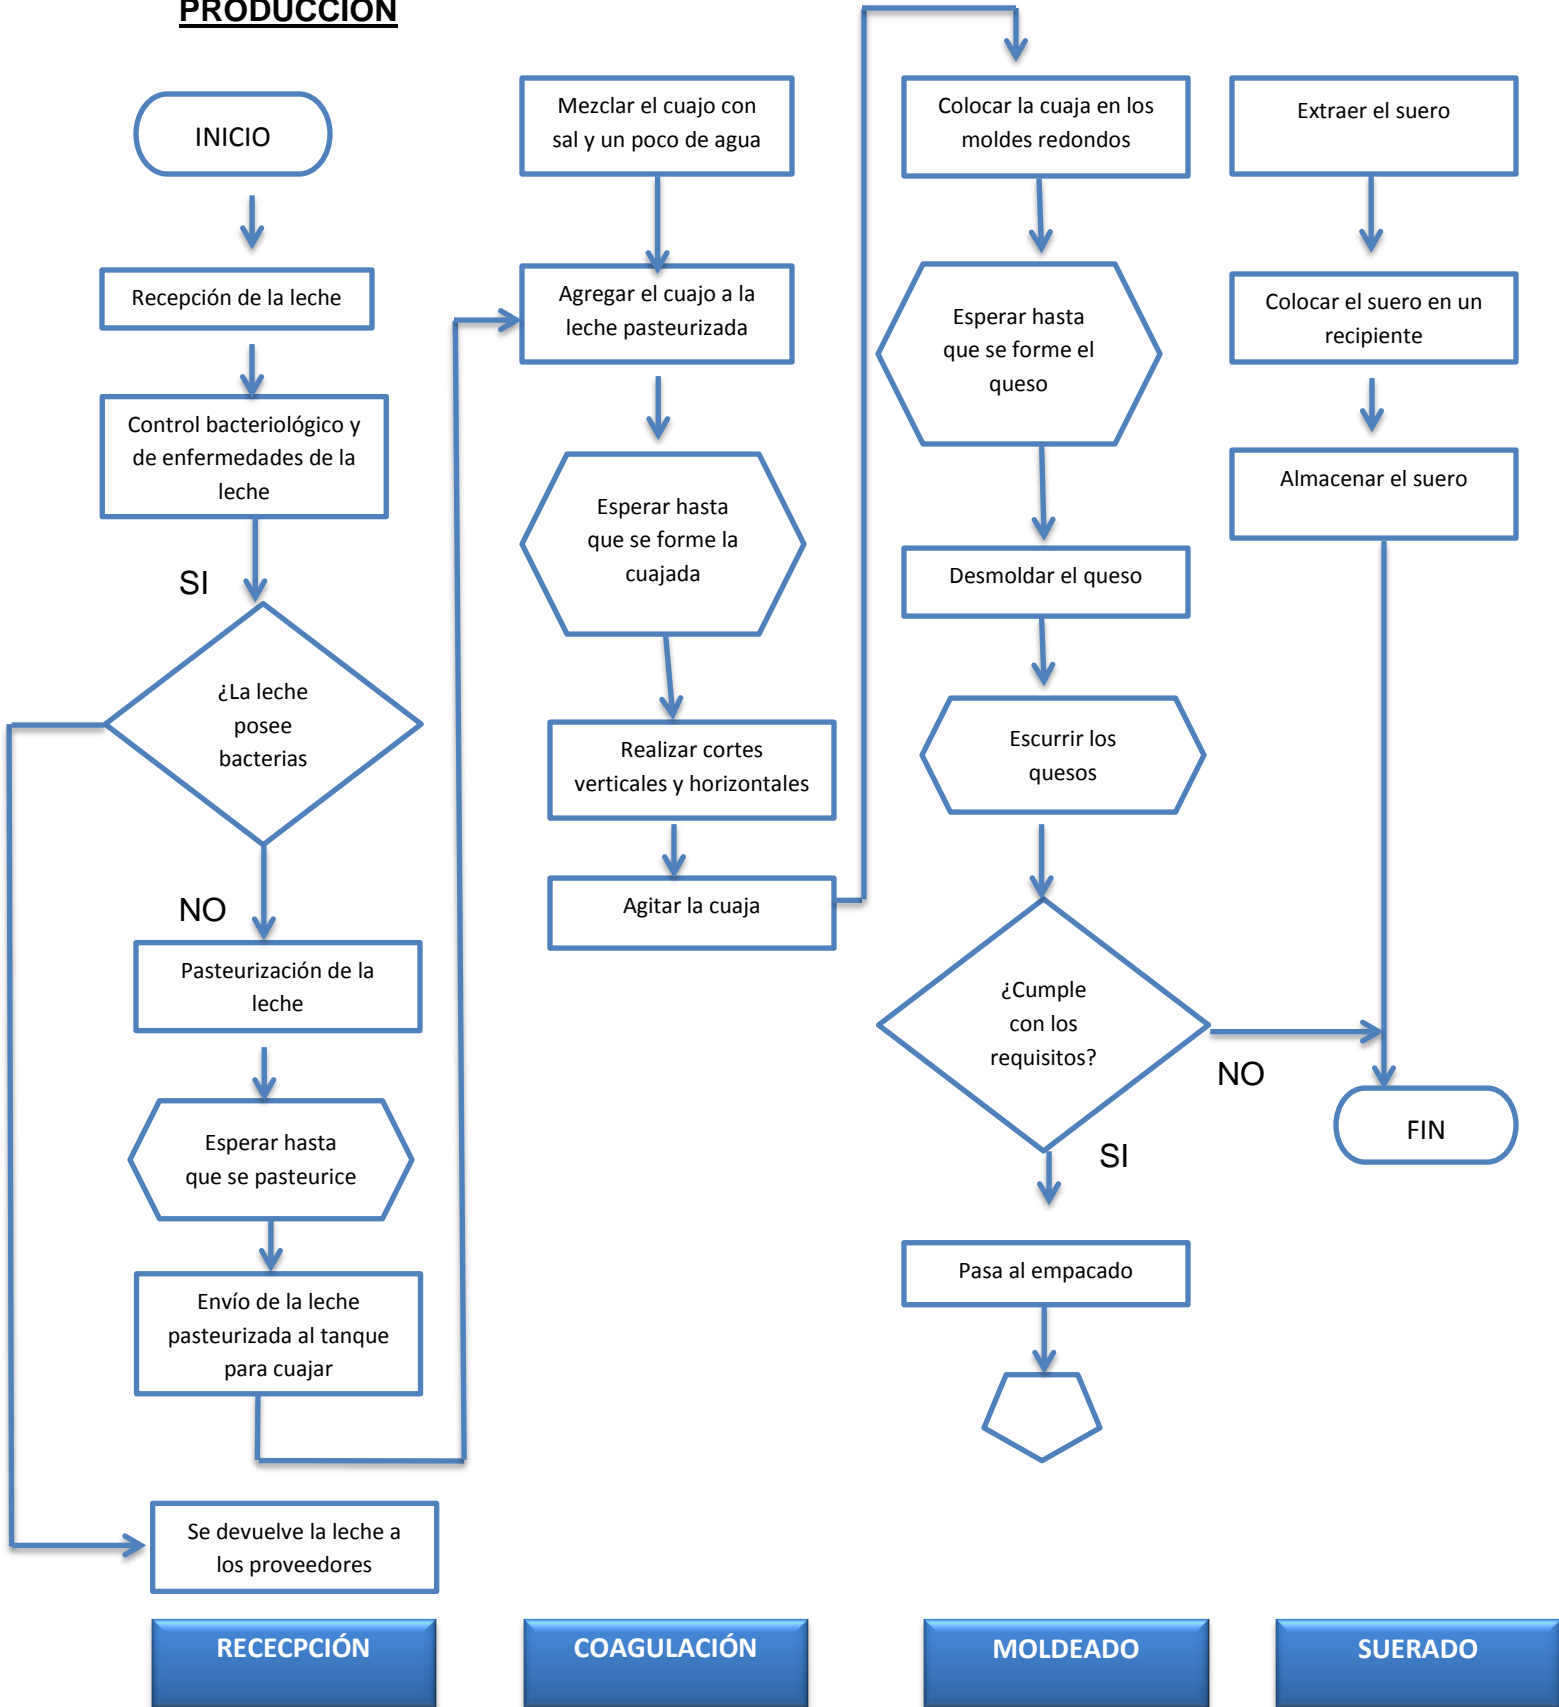 PRODUCCIÓN
INICIO
Recepción de la leche
Control bacteriológico y
de enfermedades de la
leche
SI
¿La leche
posee
bacterias
NO
Pasteurización de la
leche
Esperar hasta
que se pasteurice
Envío de la leche
pasteurizada al tanque
para cuajar
Se devuelve la leche a
los proveedores
RECECPCIÓN
Mezclar el cuajo con
sal y un poco de agua
Agregar el cuajo a la
leche pasteurizada
Esperar hasta
que se forme la
cuajada
Realizar cortes
verticales y horizontales
Agitar la cuaja
COAGULACIÓN
Colocar la cuaja en los
moldes redondos
Esperar hasta
que se forme el
queso
Desmoldar el queso
Escurrir los
quesos
¿Cumple
con los
requisitos?
NO
SI
Pasa al empacado
MOLDEADO
Extraer el suero
Colocar el suero en un
recipiente
Almacenar el suero
FIN
SUERADO